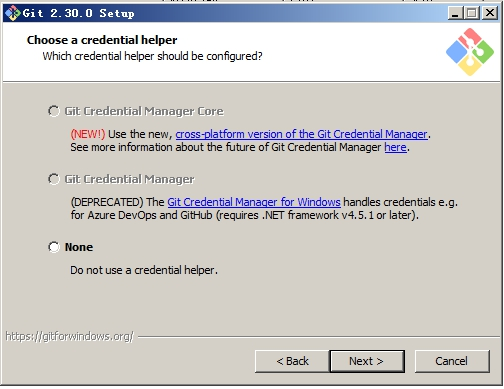 Git 2.30.0 Setup
Choose a credential helper
Which credential helper should be configured?
Git Credential Manager Core
(NEW!) Use the new, cross-platform version of the Git Credential Manager.
See more information about the future of Git Credential Manager here.
Git Credential Manager
(DEPRECATED) The Git Credential Manager for Windows handles credentials e.g.
for Azure DevOps and GitHub (requires .NET framework v4.5.1 or later).
None
Do not use a credential helper.
https://gitforwindows.org/
< Back
Next >
Cancel